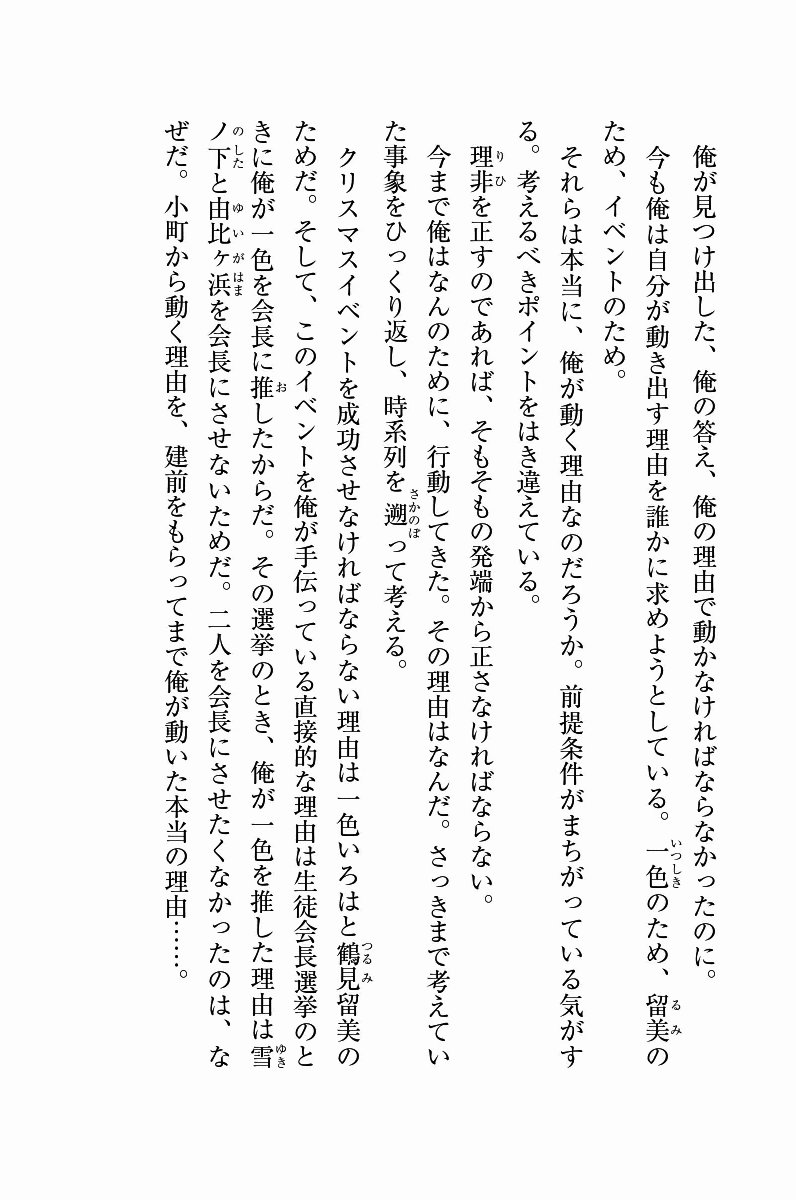 俺が見つけ出した、俺の答え、俺の理由で動かなければならなかったのに。
今も俺は自分が動き出す理由を誰かに求めようとしている。一色のため、留美の
ため、イベントのため。
それらは本当に、俺が動く理由なのだろうか。前提条件がまちがっている気がす
る。考えるべきポイントをはき違えている。
理非を正すのであれば、そもそもの発端から正さなければならない。
今まで俺はなんのために、行動してきた。その理由はなんだ。さっきまで考えてい
た事象をひっくり返し、時系列を遡って考える。
クリスマスイベントを成功させなければならない理由は一色いろはと鶴見留美の
ためだ。そして、このイベントを俺が手伝っている直接的な理由は生徒会長選挙のと
きに俺が一色を会長に推したからだ。その選挙のとき、俺が一色を推した理由は雪
ノ下と由比ヶ浜を会長にさせないためだ。二人を会長にさせたくなかったのは、な
ぜだ。小町から動く理由を、建前をもらってまで俺が動いた本当の理由……。